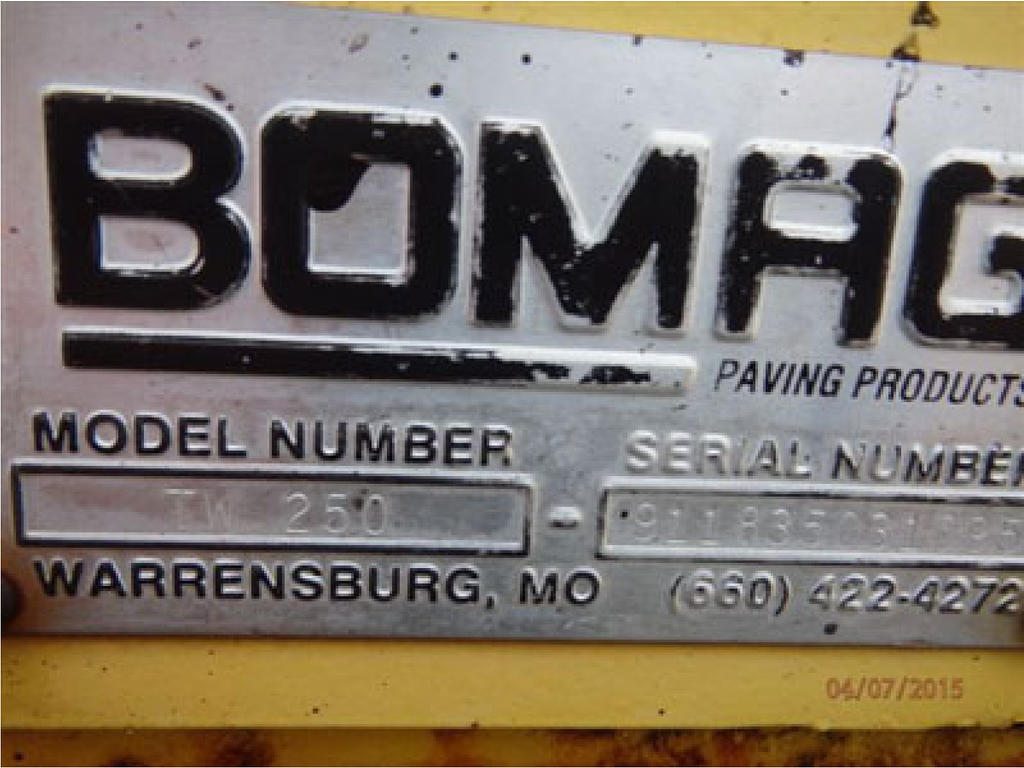 BOMAG
PAVING PRODUCTS
MODEL NUMBER
SERIAL NUMBER
TW 250 -
WARRENSBURG, MO (660) 422-4272
04/07/2015